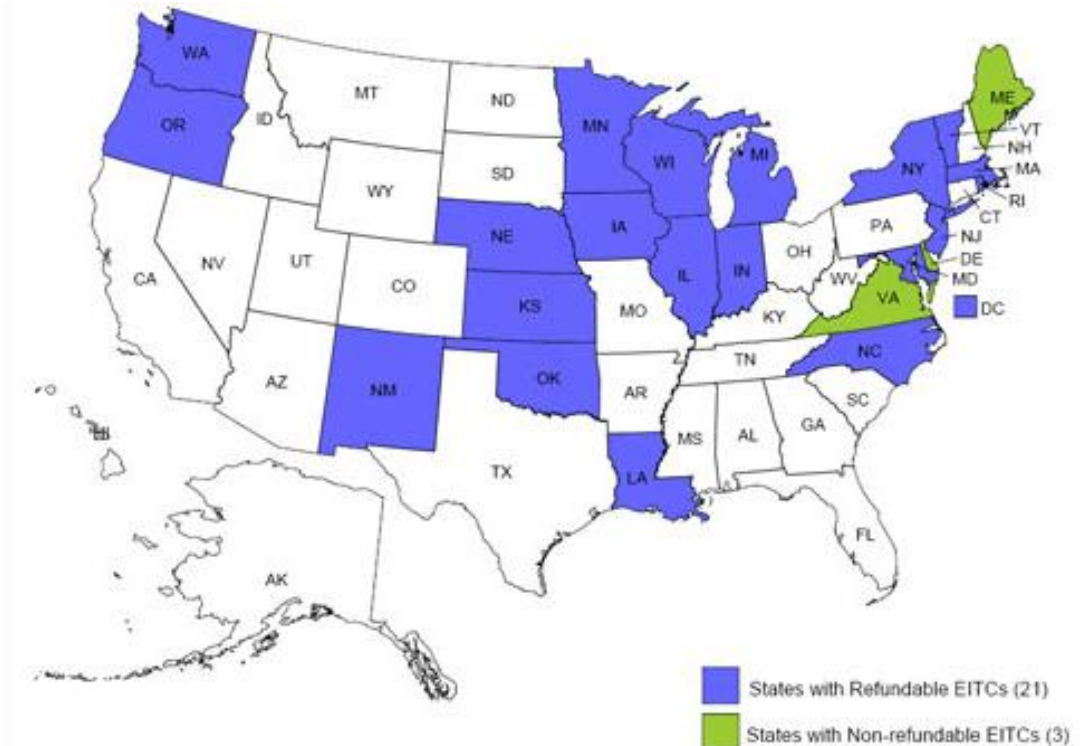 WA
MT
ND
MN
ME
VT
NH
OR
ID
SD
WI
MI
NY
MA
RI
WY
CT
IA
PA
NJ
NE
NV
UT
CO
IL
IN
OH
DE
CA
WV
MD
KS
MO
KY
VA
DC
AZ
NM
OK
AR
TN
NC
SC
MS
AL
GA
TX
LA
FL
AK
States with Refundable EITCs (21)
States with Non-refundable EITCs (3)